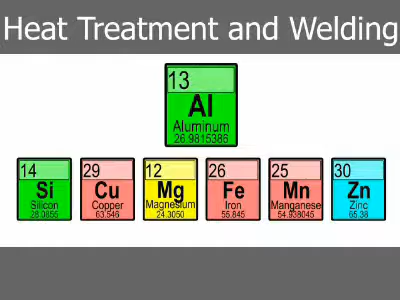 Heat Treatment and Welding
13
Al
Aluminum
26.9815386
14
Si
Silicon
28.0855
29
Cu
Copper
63.546
12
Mg
Magnesium
24.3050
26
Fe
Iron
55.845
25
Mn
Manganese
54.938045
30
Zn
Zinc
65.38